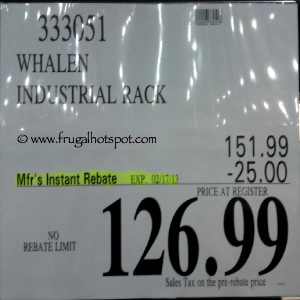 333051
WHALEN
INDUSTRIAL RACK
www.frugalhotspot.com
151.99
Mfr's Instant Rebate EXP. 02/17/13 -25.00
PRICE AT REGISTER
NO
REBATE LIMIT
126.99
Sales Tax on the pre-rebate price